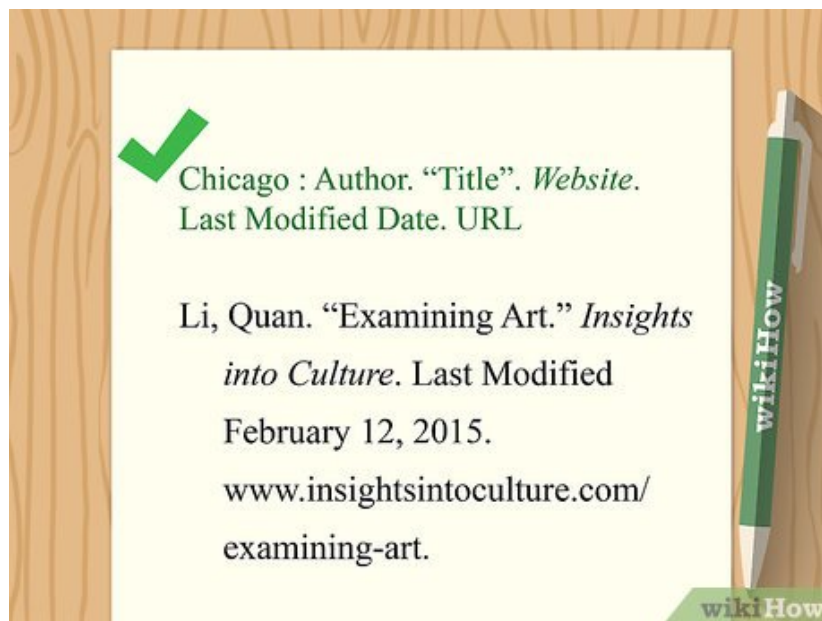 Chicago : Author. “Title”. Website.
Last Modified Date. URL
Li, Quan. “Examining Art.” Insights
into Culture. Last Modified
February 12, 2015.
www.insightsintoculture.com/
examining-art.
wikiHow
wikiHow